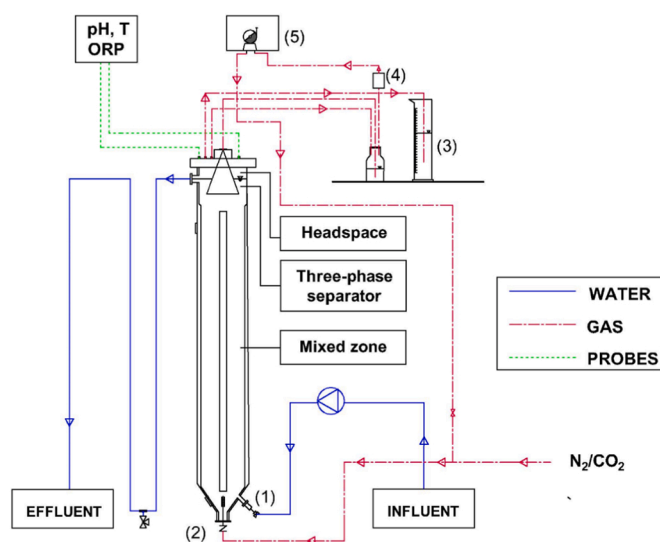 pH, T
ORP
(5)
(4)
(3)
Headspace
Three-phase
separator
Mixed zone
WATER
GAS
PROBES
N₂/CO₂
(1)
(2)
EFFLUENT
INFLUENT